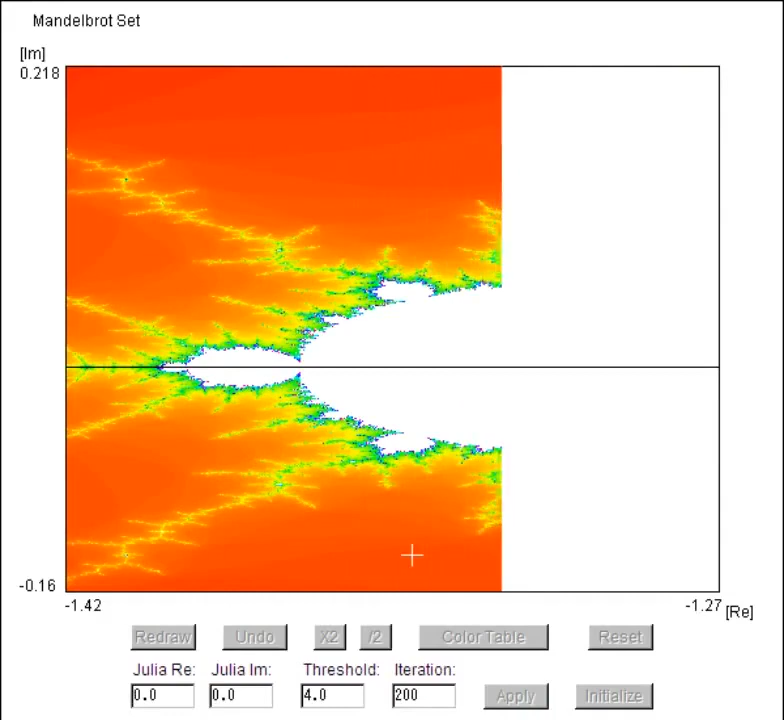 Mandelbrot Set
[Im]
0.218
-0.16
-1.42 -1.27 [Re]
Redraw Undo X2 /2 Color Table Reset
Julia Re: Julia Im: Threshold: Iteration:
0.0 0.0 4.0 200 Apply Initialize